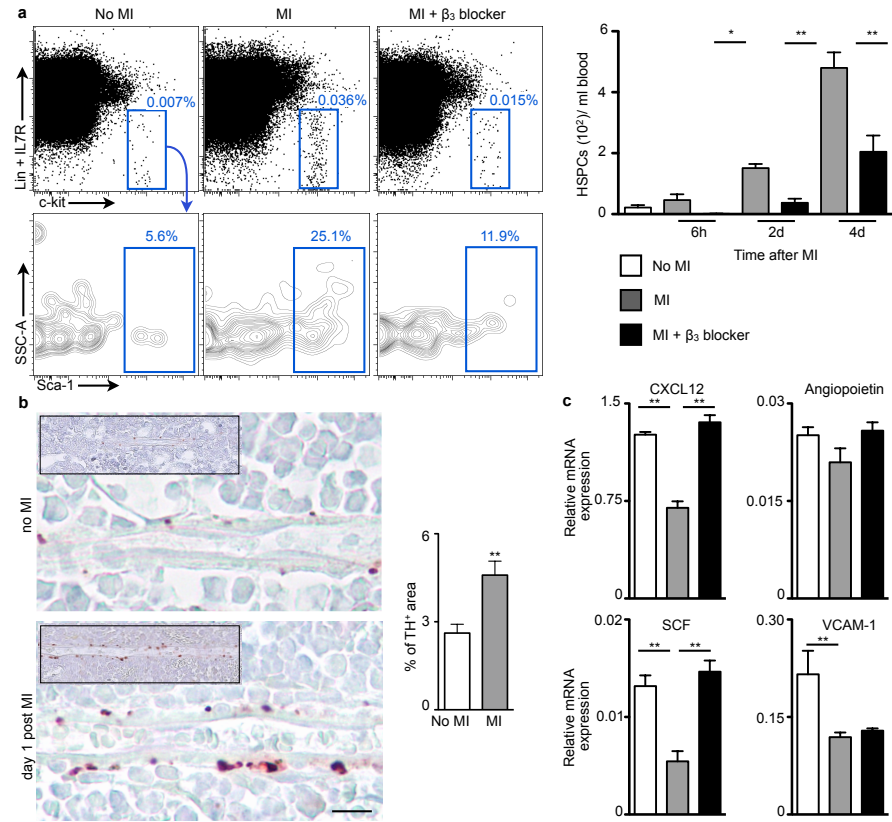 a
No MI
MI
MI + β3 blocker
Lin + IL7R
c-kit
0.007%
0.036%
0.015%
SSC-A
Sca-1
5.6%
25.1%
11.9%
HSPCs (10²)/ ml blood
6
4
2
0
*
**
**
6h
2d
4d
Time after MI
No MI
MI
MI + β3 blocker
b
no MI
day 1 post MI
% of TH⁺ area
6
3
0
**
No MI
MI
c
CXCL12
Relative mRNA
expression
1.5
0.75
0
**
**
Angiopoietin
0.03
0.015
0
SCF
Relative mRNA
expression
0.02
0.01
0
**
**
VCAM-1
0.30
0.15
0
**